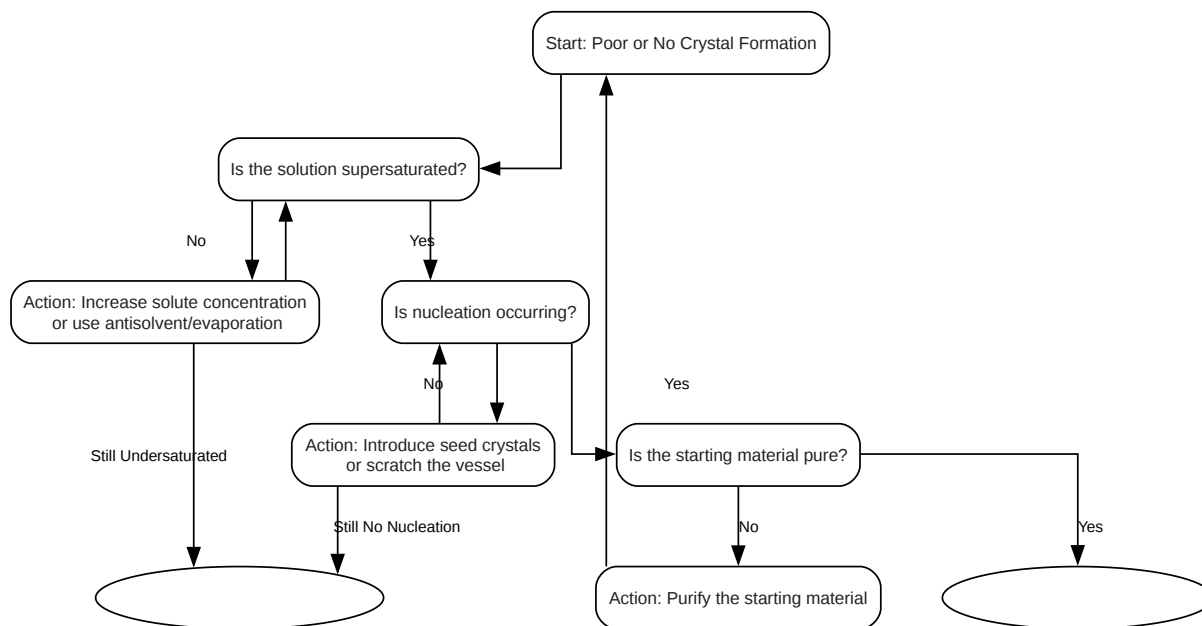 Start: Poor or No Crystal Formation
Is the solution supersaturated?
No
Yes
Action: Increase solute concentration
or use antisolvent/evaporation
Is nucleation occurring?
No
Yes
Still Undersaturated
Action: Introduce seed crystals
or scratch the vessel
Is the starting material pure?
Still No Nucleation
No
Yes
Action: Purify the starting material